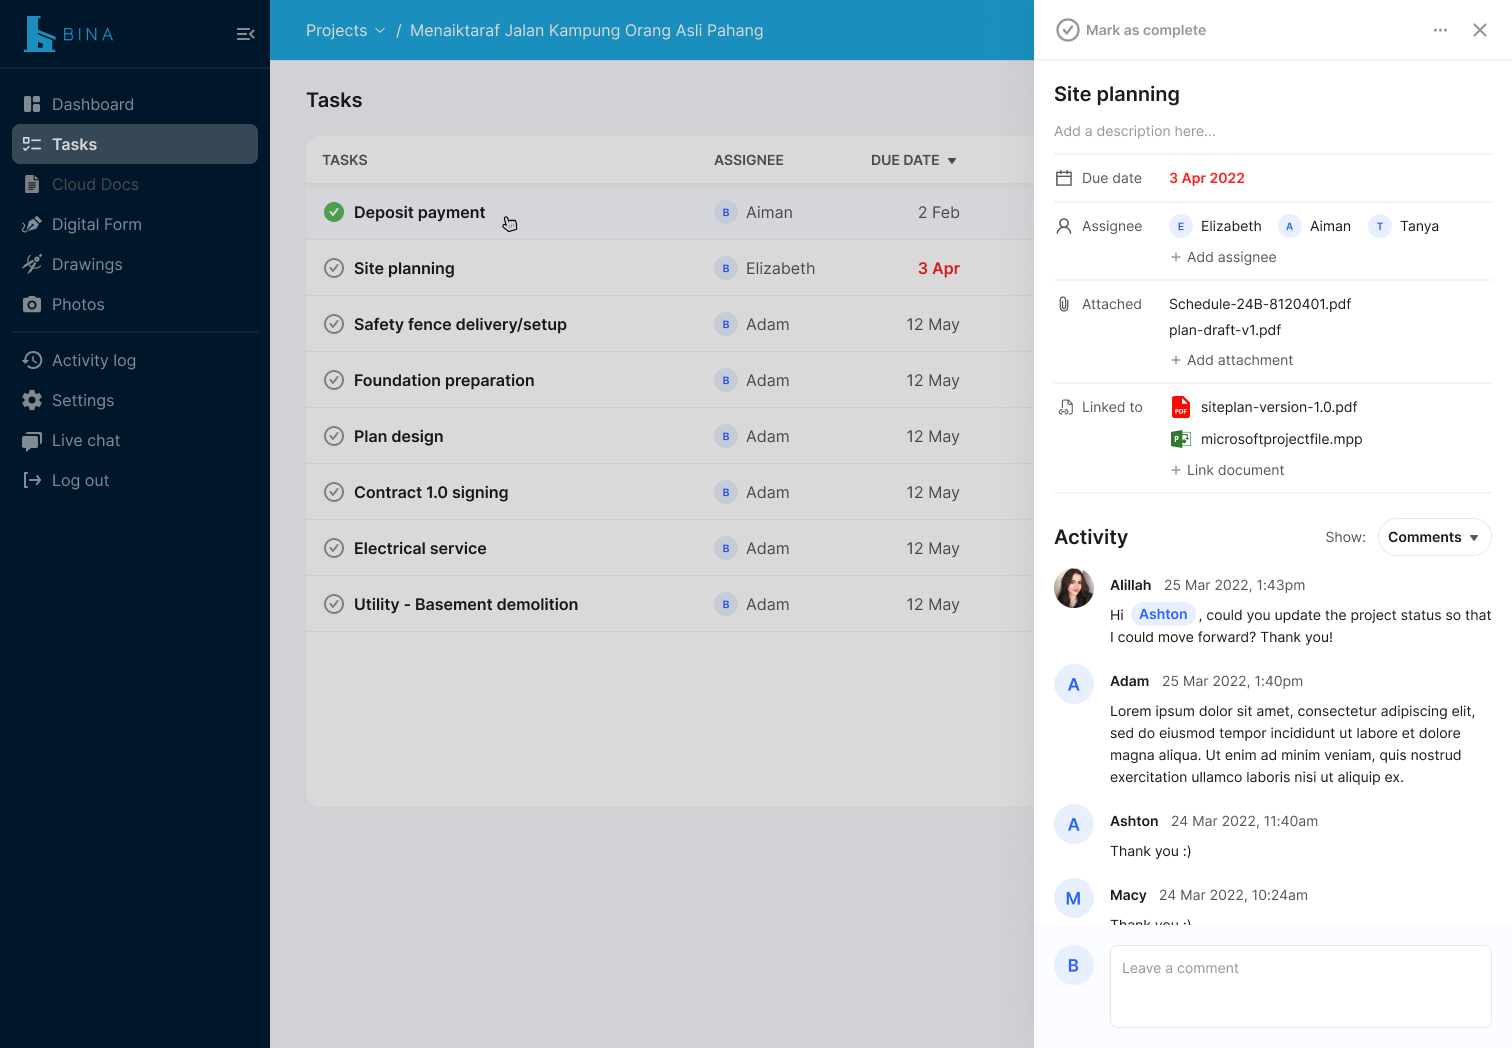 BINA
Dashboard
Tasks
Cloud Docs
Digital Form
Drawings
Photos
Activity log
Settings
Live chat
Log out
Projects / Menaiktaraf Jalan Kampung Orang Asli Pahang
Tasks
TASKS ASSIGNEE DUE DATE
Deposit payment B Aiman 2 Feb
Site planning B Elizabeth 3 Apr
Safety fence delivery/setup B Adam 12 May
Foundation preparation B Adam 12 May
Plan design B Adam 12 May
Contract 1.0 signing B Adam 12 May
Electrical service B Adam 12 May
Utility - Basement demolition B Adam 12 May
Mark as complete
Site planning
Add a description here...
Due date 3 Apr 2022
Assignee E Elizabeth A Aiman T Tanya
+ Add assignee
Attached Schedule-24B-8120401.pdf
plan-draft-v1.pdf
+ Add attachment
Linked to PDF siteplan-version-1.0.pdf
P microsoftprojectfile.mpp
+ Link document
Activity Show: Comments
Alillah 25 Mar 2022, 1:43pm
Hi Ashton , could you update the project status so that
I could move forward? Thank you!
A Adam 25 Mar 2022, 1:40pm
Lorem ipsum dolor sit amet, consectetur adipiscing elit,
sed do eiusmod tempor incididunt ut labore et dolore
magna aliqua. Ut enim ad minim veniam, quis nostrud
exercitation ullamco laboris nisi ut aliquip ex.
A Ashton 24 Mar 2022, 11:40am
Thank you :)
M Macy 24 Mar 2022, 10:24am
Thank you :)
B Leave a comment